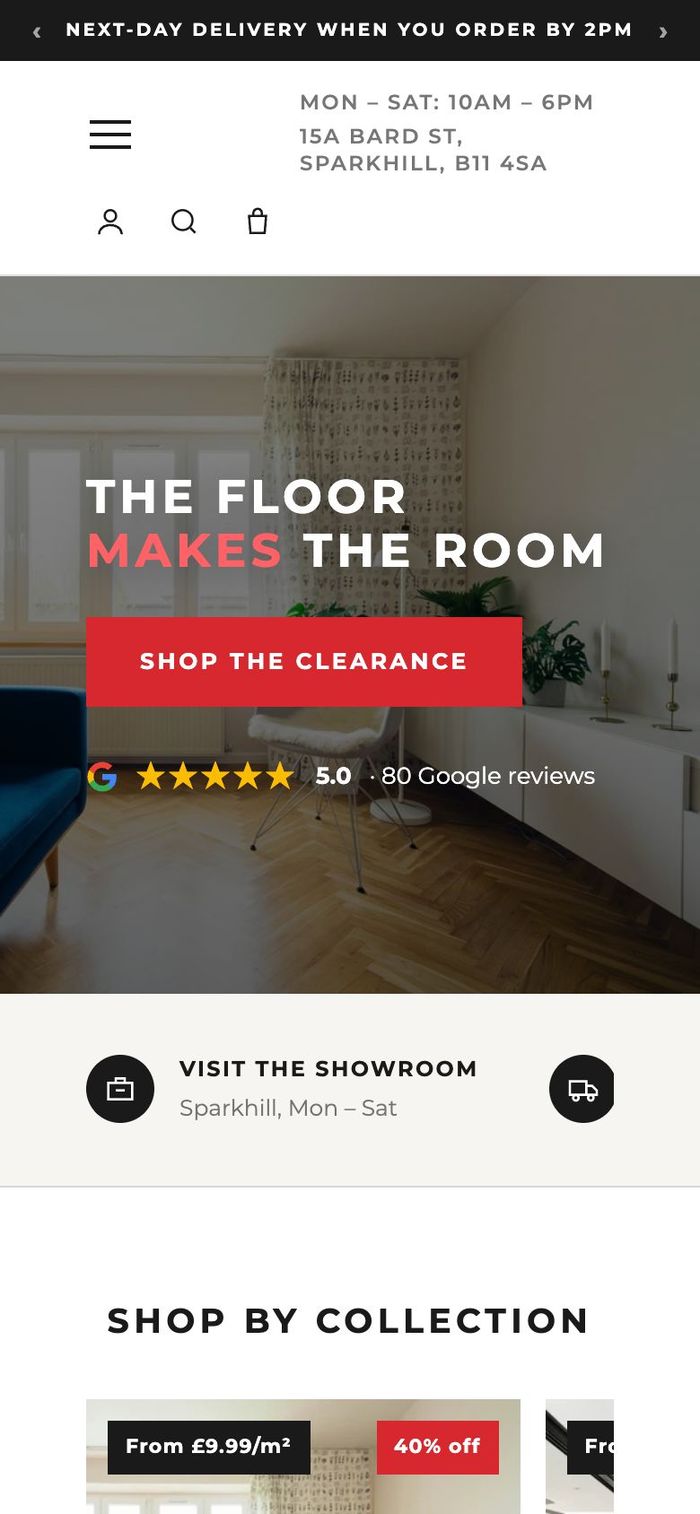 ‹ NEXT-DAY DELIVERY WHEN YOU ORDER BY 2PM ›
MON – SAT: 10AM – 6PM
15A BARD ST,
SPARKHILL, B11 4SA
THE FLOOR
MAKES THE ROOM
SHOP THE CLEARANCE
★★★★★ 5.0 · 80 Google reviews
VISIT THE SHOWROOM
Sparkhill, Mon – Sat
SHOP BY COLLECTION
From £9.99/m² 40% off